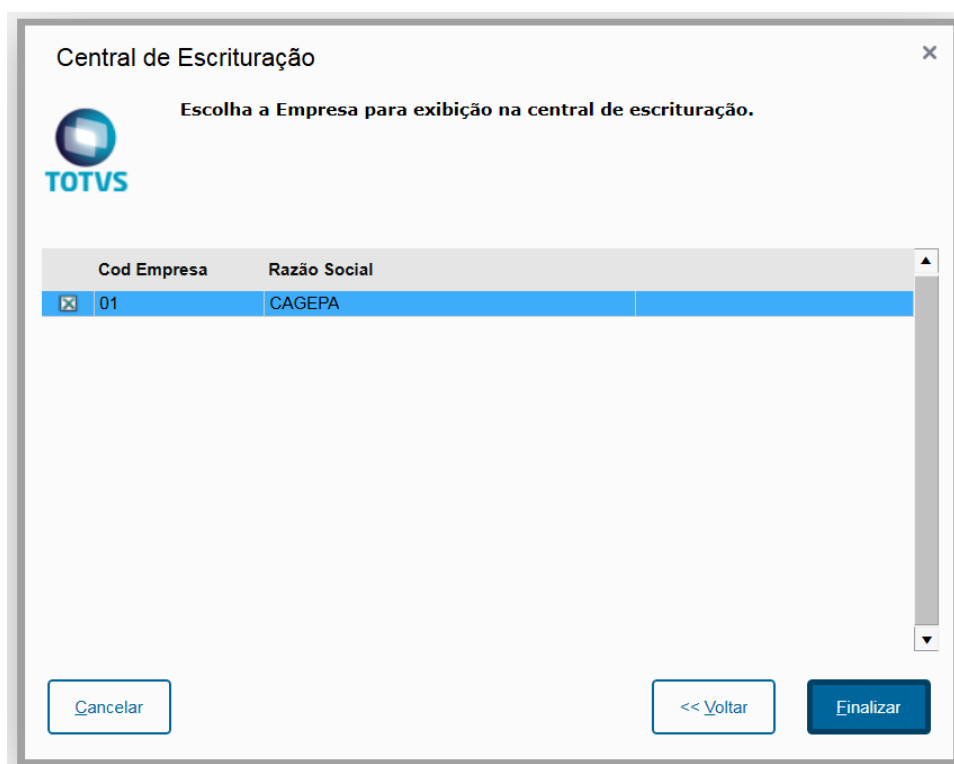 Central de Escrituração
Escolha a Empresa para exibição na central de escrituração.
TOTVS
Cod Empresa Razão Social
01 CAGEPA
Cancelar << Voltar Finalizar